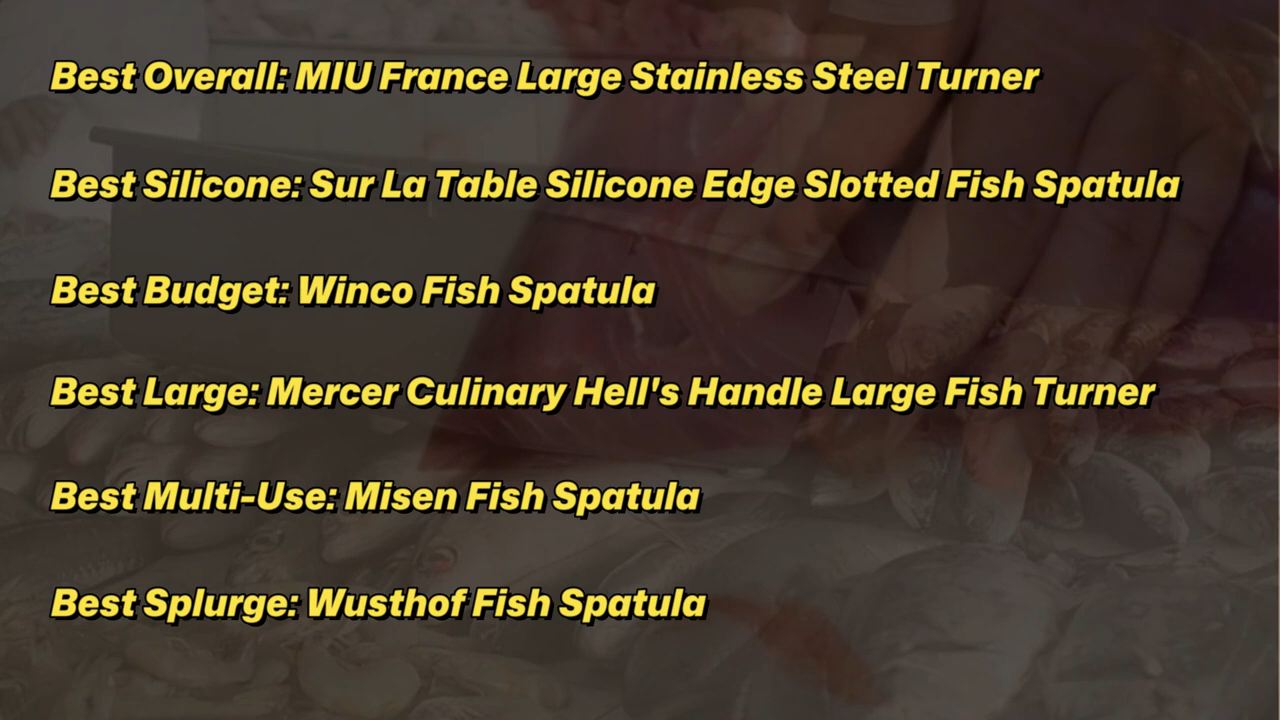 Best Overall: MIU France Large Stainless Steel Turner
Best Silicone: Sur La Table Silicone Edge Slotted Fish Spatula
Best Budget: Winco Fish Spatula
Best Large: Mercer Culinary Hell's Handle Large Fish Turner
Best Multi-Use: Misen Fish Spatula
Best Splurge: Wusthof Fish Spatula